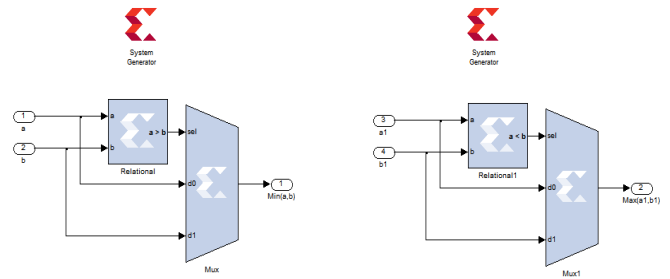 System
Generator
1
a
2
b
a
b
a > b
Relational
sel
d0
d1
Mux
1
Min(a,b)
System
Generator
3
a1
4
b1
a
b
a < b
Relational1
sel
d0
d1
Mux1
2
Max(a1,b1)